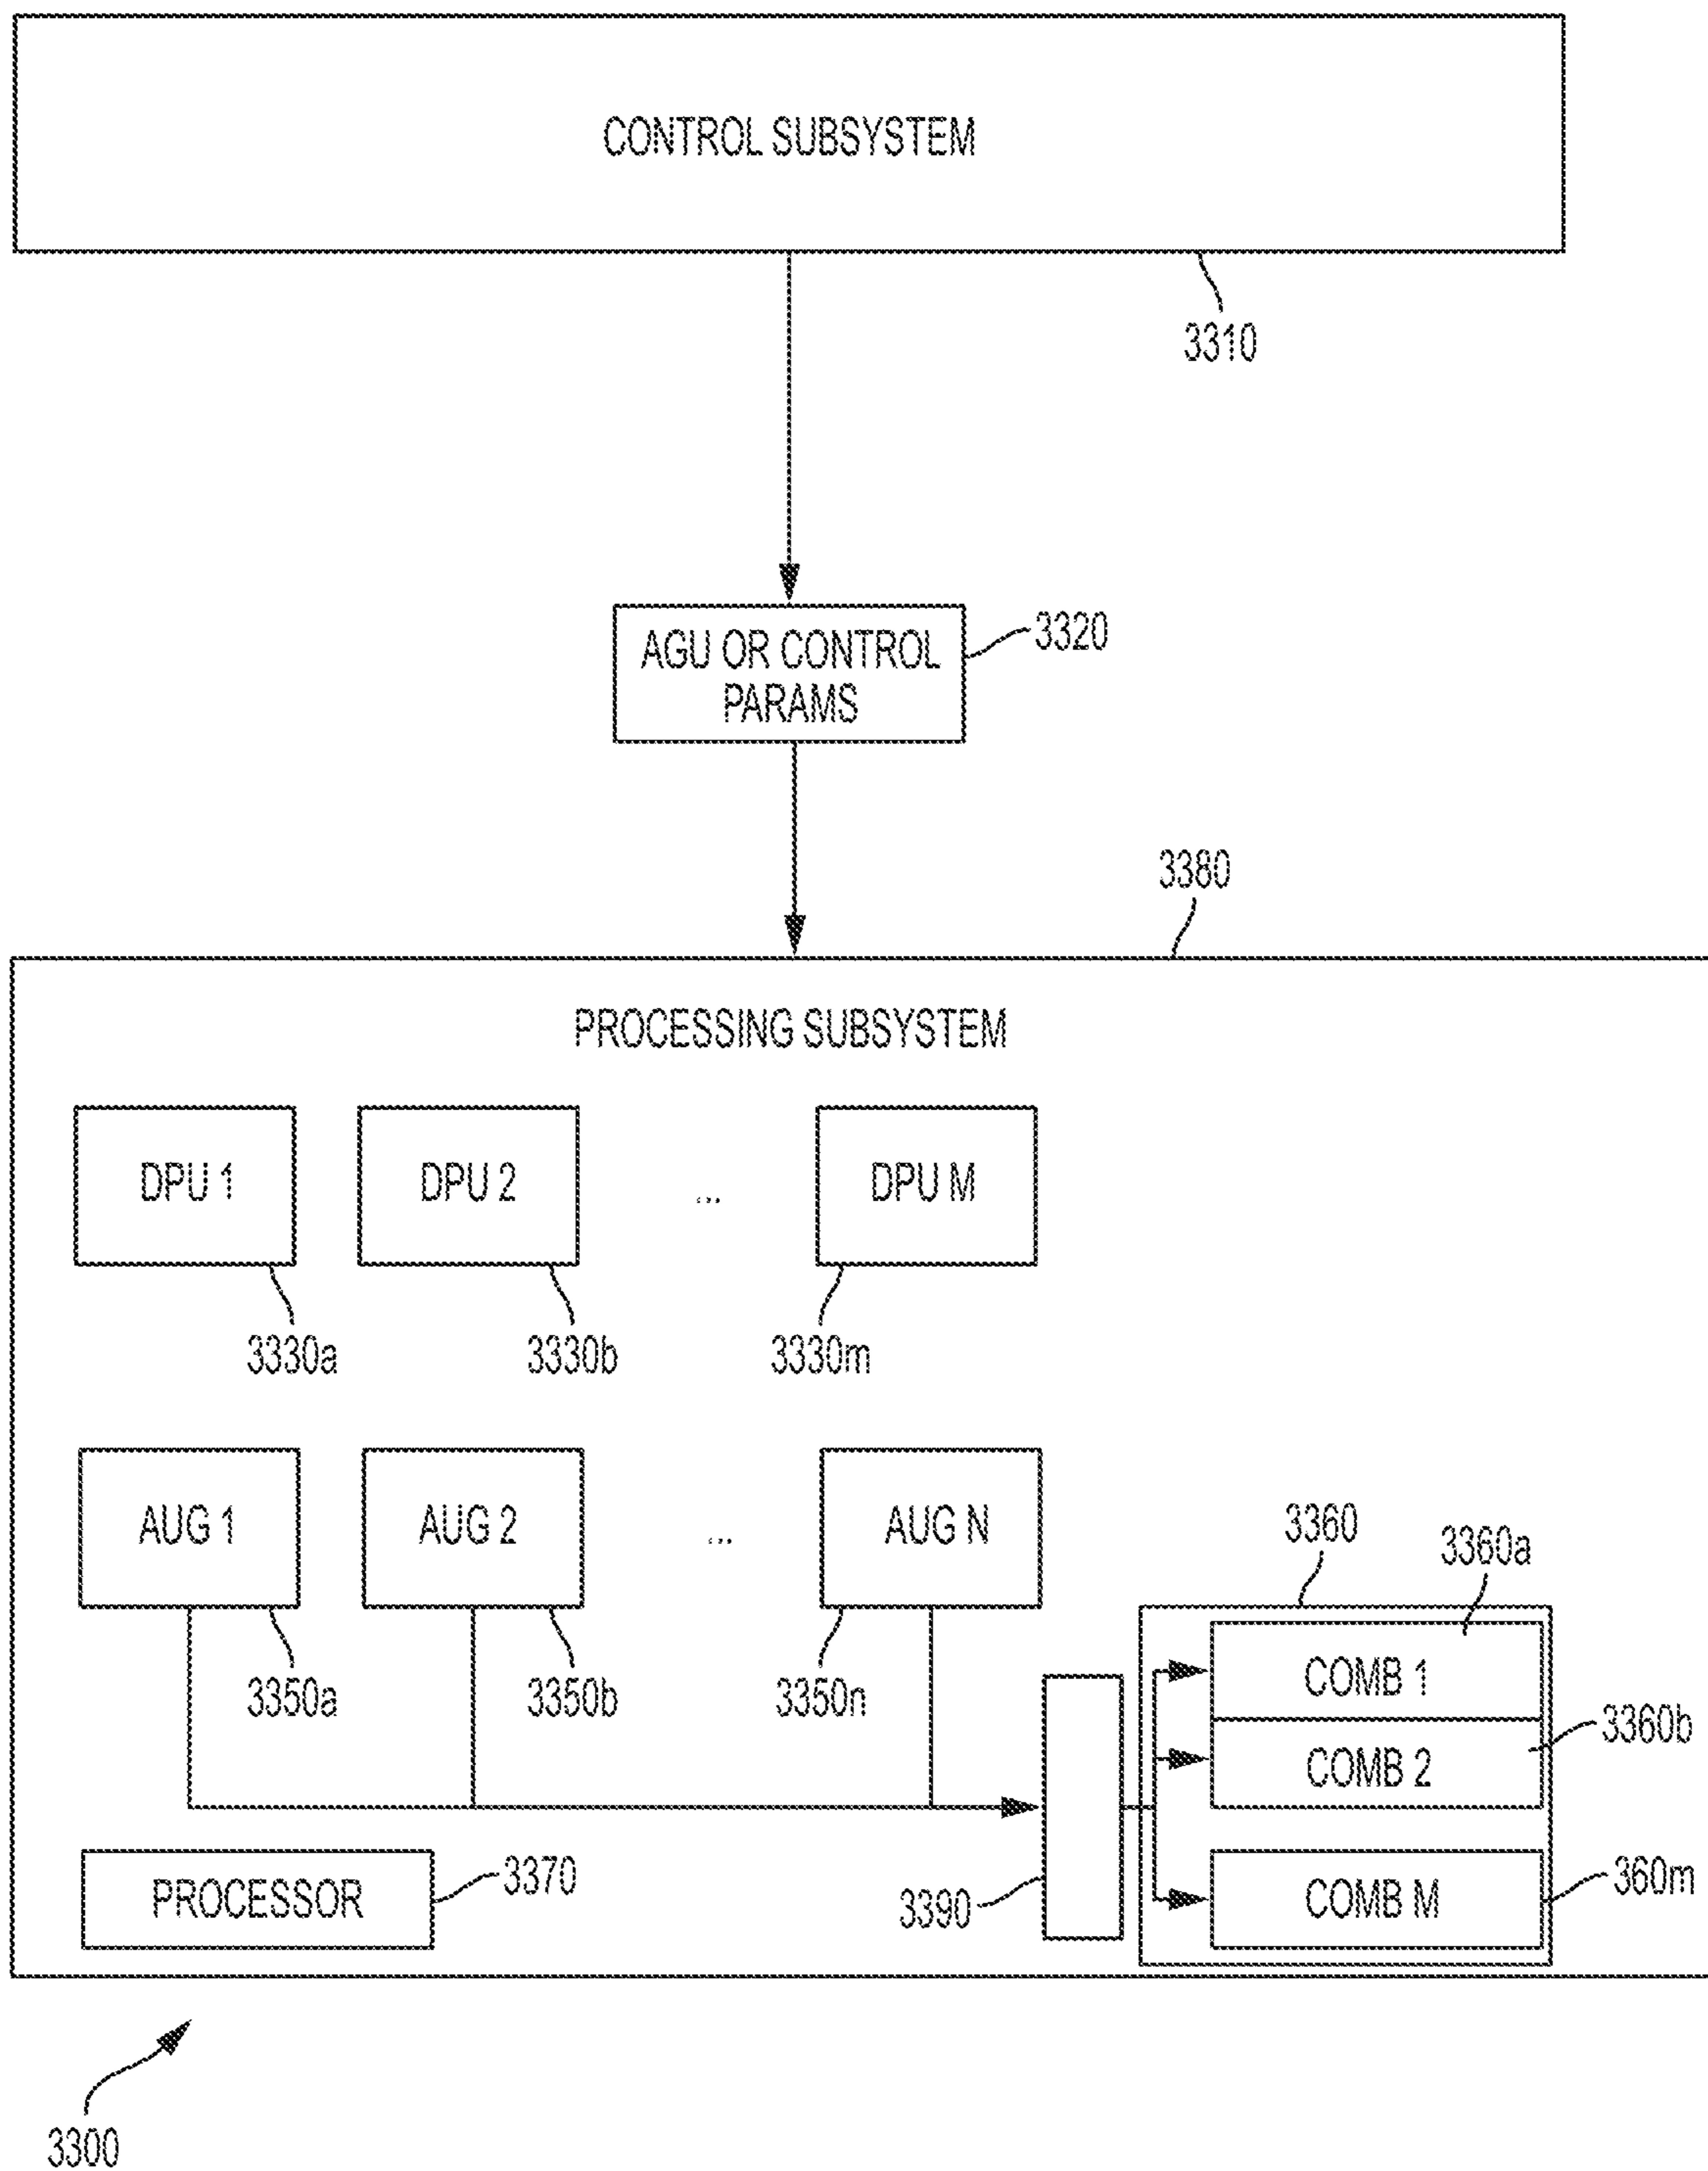 CONTROL SUBSYSTEM
3310
AGU OR CONTROL
PARAMS
3320
3380
PROCESSING SUBSYSTEM
DPU 1
DPU 2
...
DPU M
3330a
3330b
3330m
AUG 1
AUG 2
...
AUG N
3350a
3350b
3350n
3360
3360a
COMB 1
COMB 2
3360b
COMB M
360m
3390
PROCESSOR
3370
3300